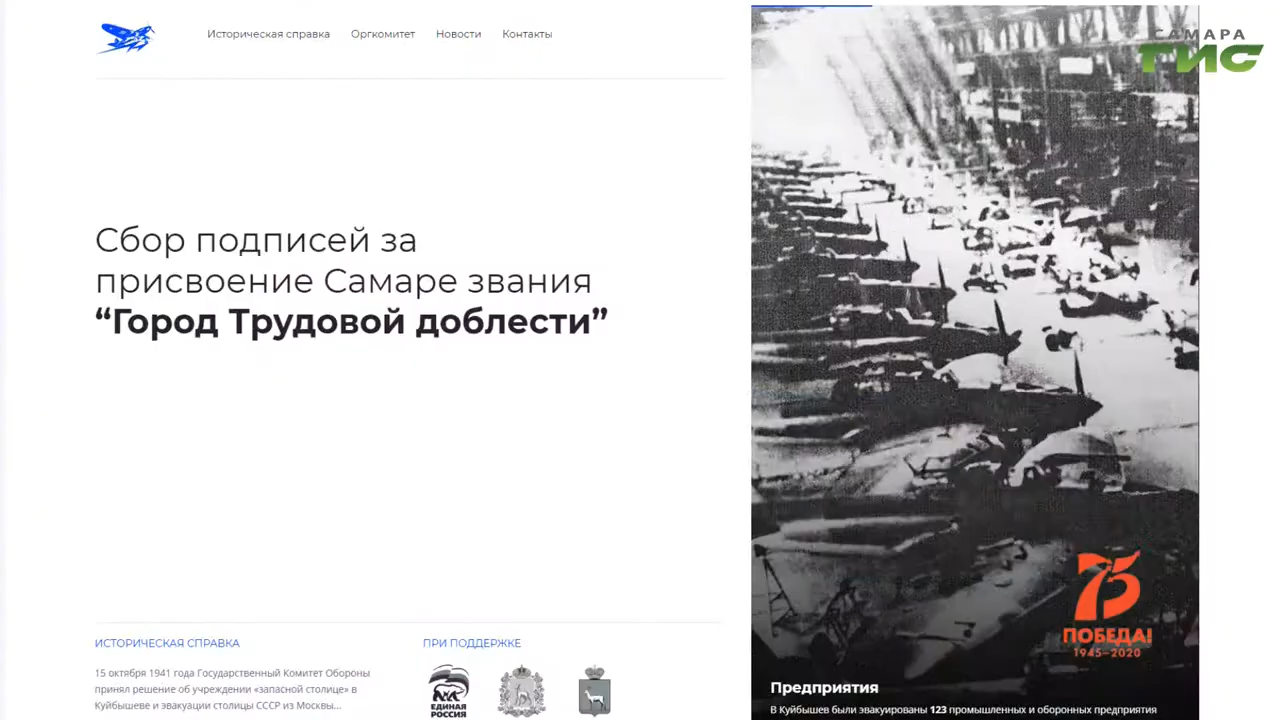 Историческая справка Оргкомитет Новости Контакты
САМАРА
ГИС
Сбор подписей за
присвоение Самаре звания
“Город Трудовой доблести”
75
ПОБЕДА!
1945–2020
ИСТОРИЧЕСКАЯ СПРАВКА
15 октября 1941 года Государственный Комитет Обороны
принял решение об учреждении «запасной столице» в
Куйбышеве и эвакуации столицы СССР из Москвы...
ПРИ ПОДДЕРЖКЕ
ЕДИНАЯ
РОССИЯ
Предприятия
В Куйбышев были эвакуированы 123 промышленных и оборонных предприятия